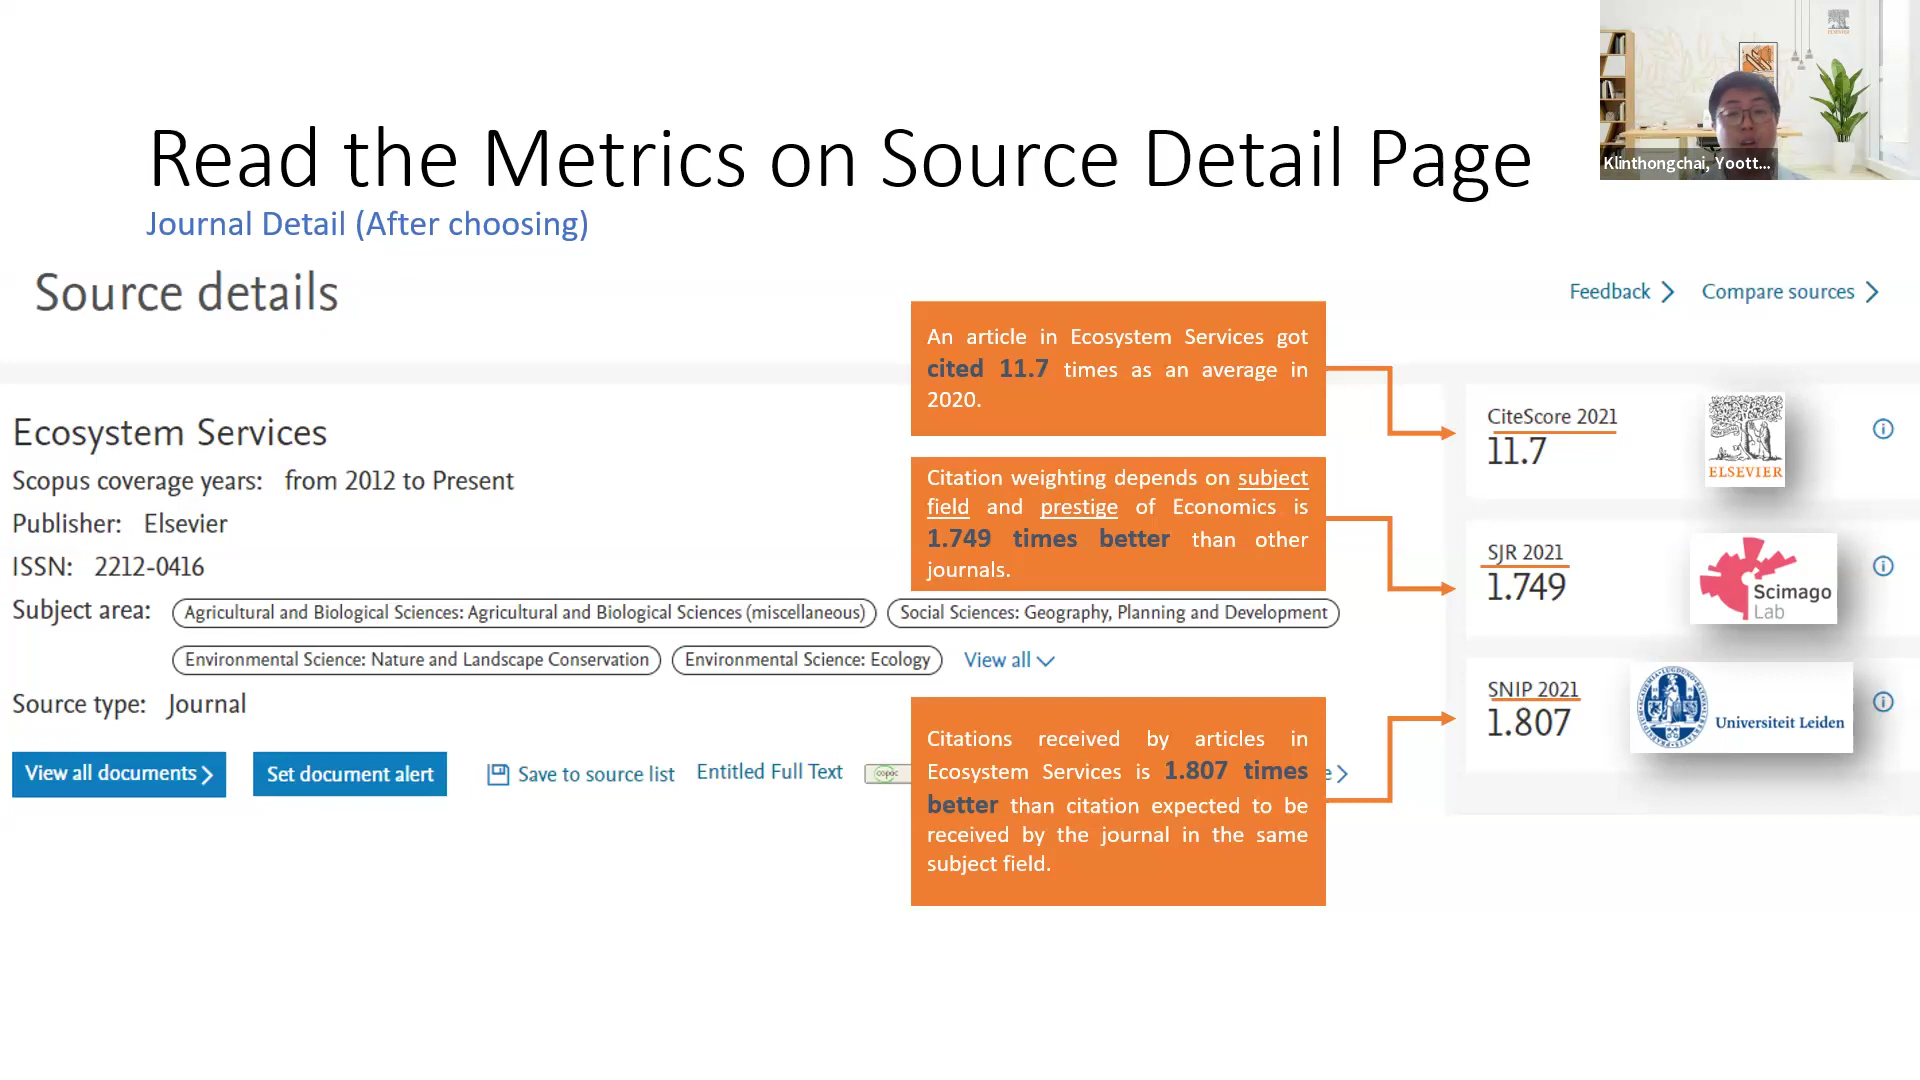 Read the Metrics on Source Detail Page
Journal Detail (After choosing)
ELSEVIER
Klinthongchai, Yoott...
Source details
Feedback
Compare sources
An article in Ecosystem Services got
cited 11.7 times as an average in
2020.
Ecosystem Services
Scopus coverage years: from 2012 to Present
Publisher: Elsevier
ISSN: 2212-0416
Subject area: Agricultural and Biological Sciences: Agricultural and Biological Sciences (miscellaneous) Social Sciences: Geography, Planning and Development
Environmental Science: Nature and Landscape Conservation Environmental Science: Ecology View all
Source type: Journal
View all documents
Set document alert
Save to source list
Entitled Full Text
Citation weighting depends on subject
field and prestige of Economics is
1.749 times better than other
journals.
Citations received by articles in
Ecosystem Services is 1.807 times
better than citation expected to be
received by the journal in the same
subject field.
e
CiteScore 2021
11.7
ELSEVIER
SJR 2021
1.749
Scimago
Lab
SNIP 2021
1.807
Universiteit Leiden